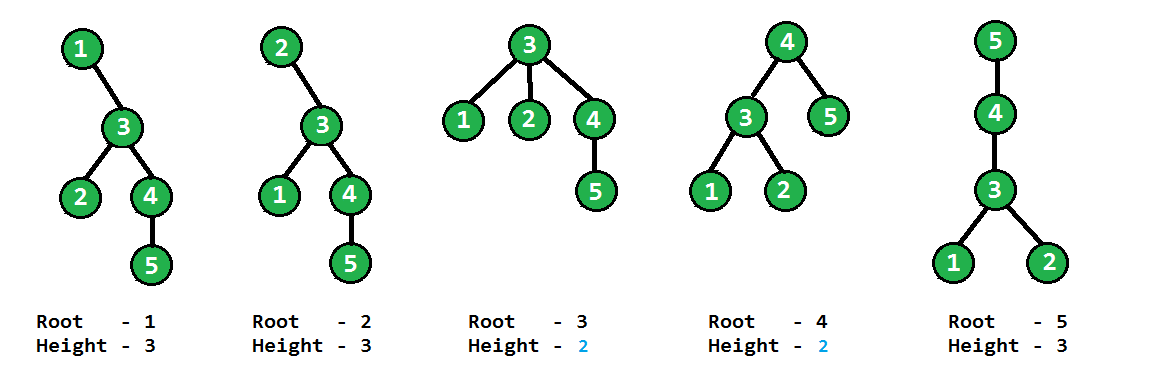 1
3
2 4
5
Root - 1
Height - 3
2
3
1 4
5
Root - 2
Height - 3
3
1 2 4
5
Root - 3
Height - 2
4
3 5
1 2
Root - 4
Height - 2
5
4
3
1 2
Root - 5
Height - 3